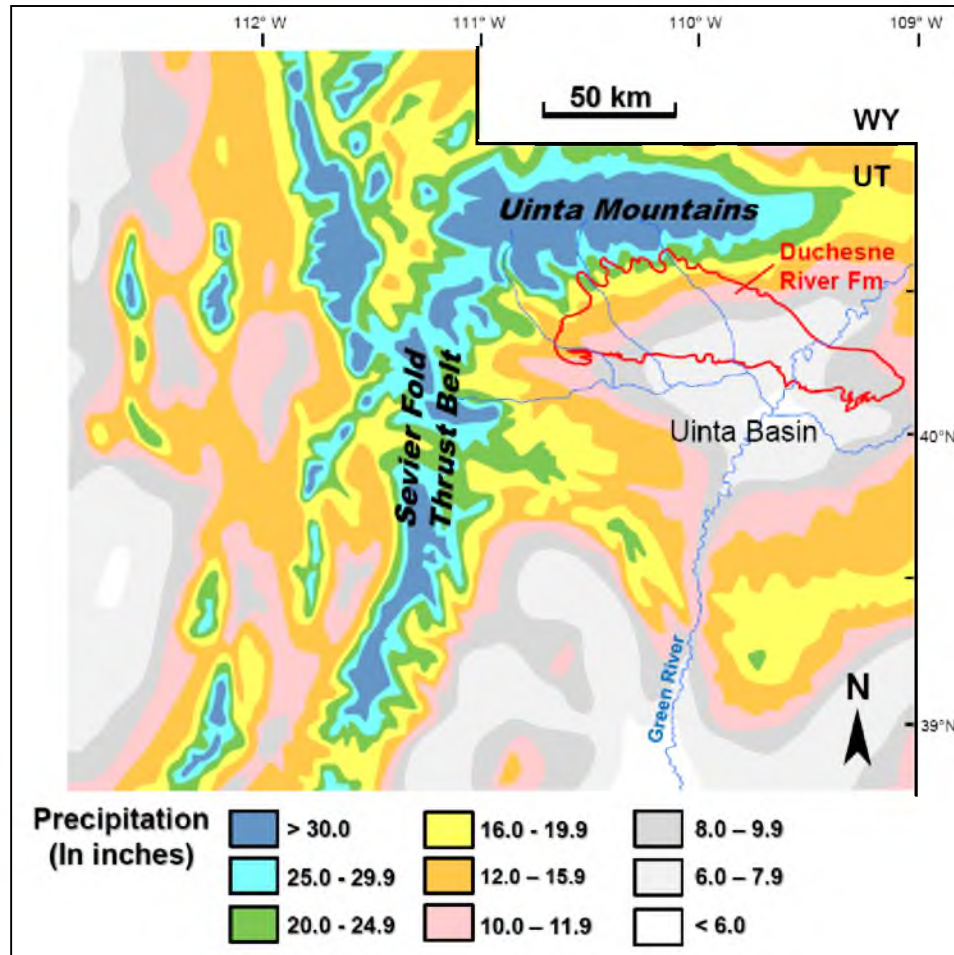 112° W
111° W
110° W
109° W
50 km
WY
UT
Uinta Mountains
Duchesne
River Fm
Sevier Fold
Thrust Belt
Uinta Basin
40°N
Green River
N
39°N
Precipitation
(In inches)
> 30.0
25.0 - 29.9
20.0 - 24.9
16.0 - 19.9
12.0 – 15.9
10.0 – 11.9
8.0 – 9.9
6.0 – 7.9
< 6.0